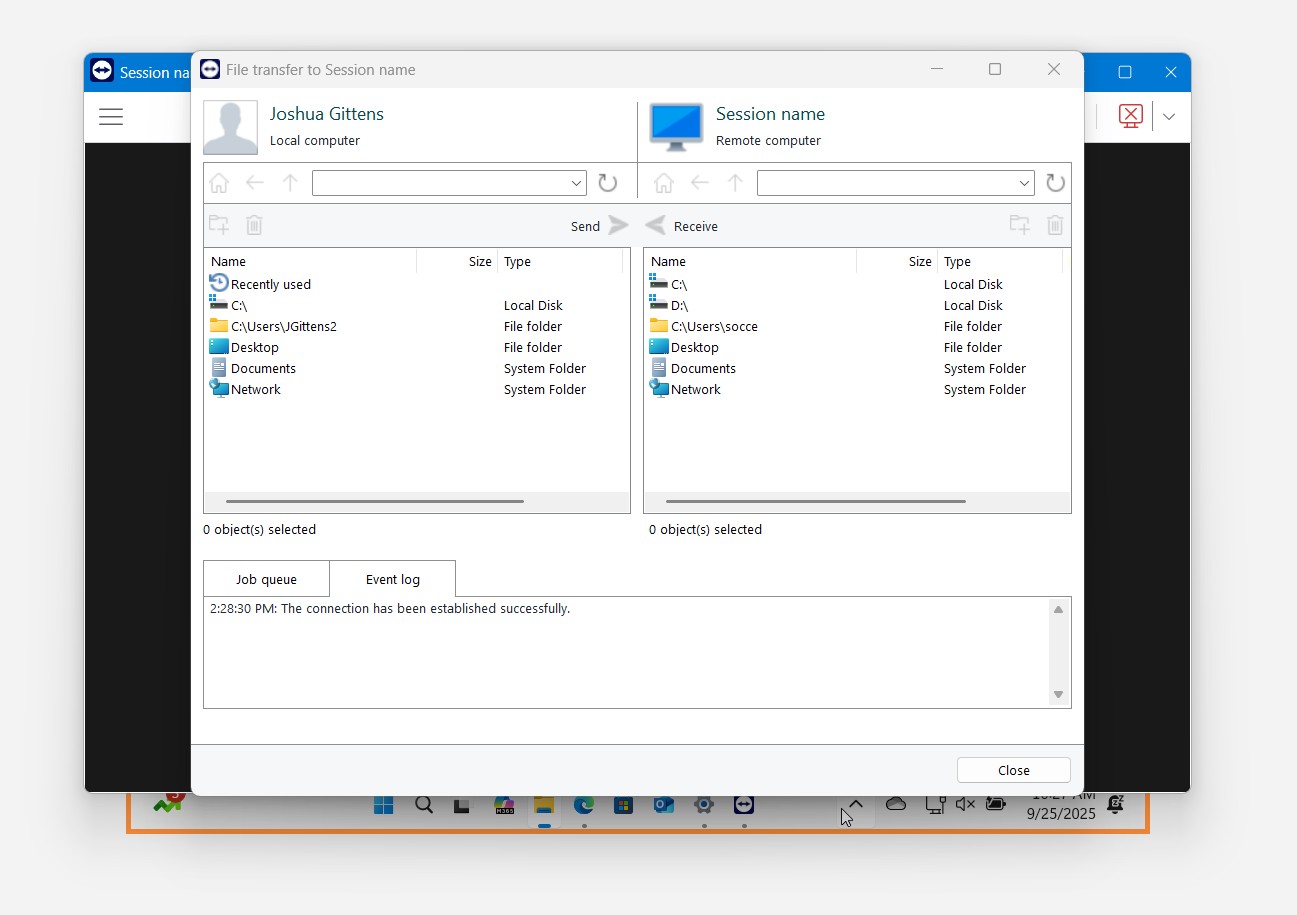 Session na
File transfer to Session name
Joshua Gittens
Local computer
Session name
Remote computer
Send
Receive
Name Size Type
Recently used
C:\ Local Disk
C:\Users\JGittens2 File folder
Desktop File folder
Documents System Folder
Network System Folder
Name Size Type
C:\ Local Disk
D:\ Local Disk
C:\Users\socce File folder
Desktop File folder
Documents System Folder
Network System Folder
0 object(s) selected
0 object(s) selected
Job queue
Event log
2:28:30 PM: The connection has been established successfully.
Close
M365
10:27 AM
9/25/2025